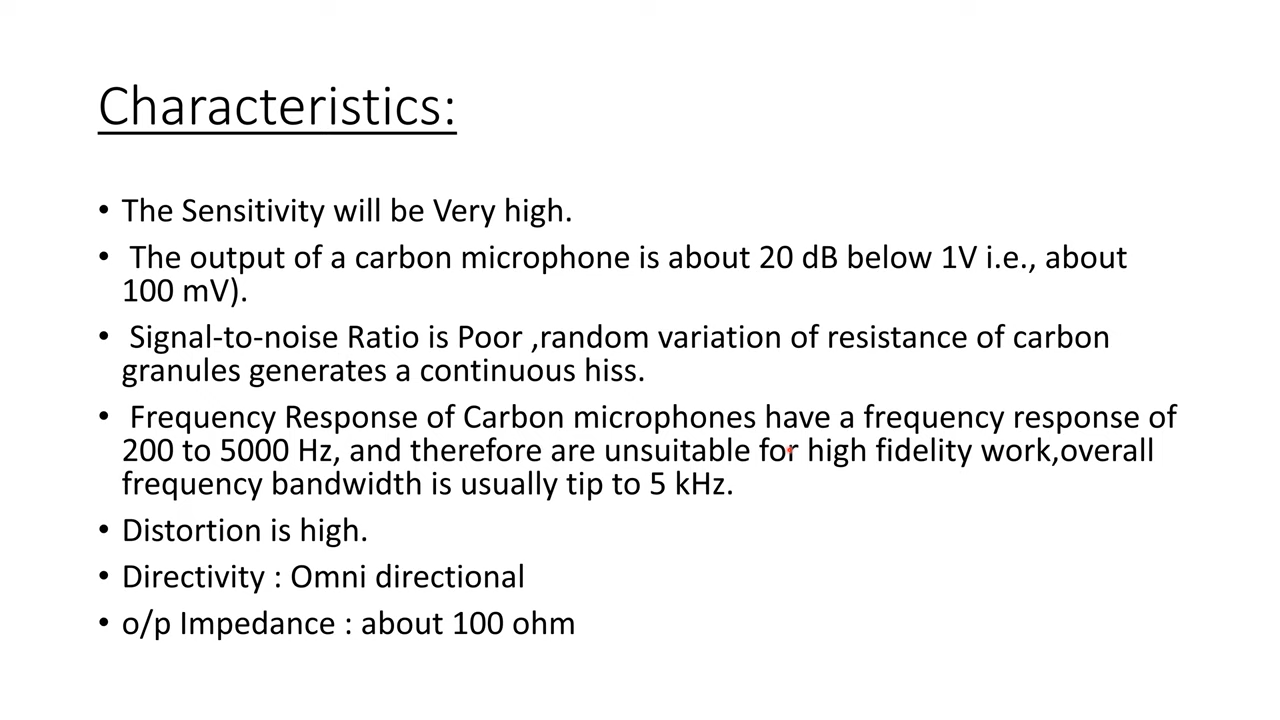 Characteristics:
• The Sensitivity will be Very high.
• The output of a carbon microphone is about 20 dB below 1V i.e., about
100 mV).
• Signal-to-noise Ratio is Poor ,random variation of resistance of carbon
granules generates a continuous hiss.
• Frequency Response of Carbon microphones have a frequency response of
200 to 5000 Hz, and therefore are unsuitable for high fidelity work,overall
frequency bandwidth is usually tip to 5 kHz.
• Distortion is high.
• Directivity : Omni directional
• o/p Impedance : about 100 ohm